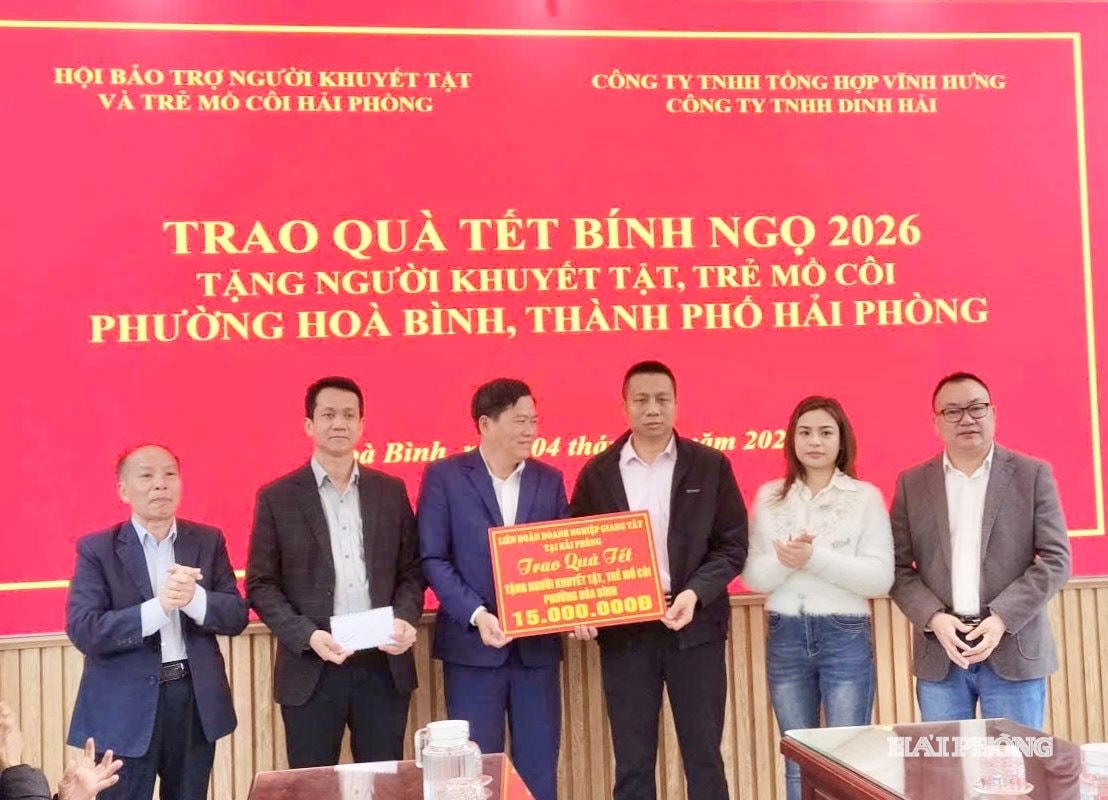 HỘI BẢO TRỢ NGƯỜI KHUYẾT TẬT
VÀ TRẺ MỒ CÔI HẢI PHÒNG
CÔNG TY TNHH TỔNG HỢP VĨNH HƯNG
CÔNG TY TNHH DINH HẢI
TRAO QUÀ TẾT BÍNH NGỌ 2026
TẶNG NGƯỜI KHUYẾT TẬT, TRẺ MỒ CÔI
PHƯỜNG HOÀ BÌNH, THÀNH PHỐ HẢI PHÒNG
Bình, 04 năm
LIÊN ĐOÀN DOANH NGHIỆP GIANG TÂY
TẠI HẢI PHÒNG
Trao Quà Tết
TẶNG NGƯỜI KHUYẾT TẬT, TRẺ MỒ CÔI
PHƯỜNG HÒA BÌNH
15.000.000Đ
HẢI PHÒNG